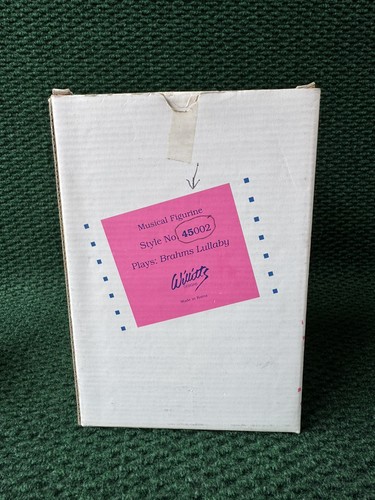 Musical Figurine
Style No. 45002
Plays: Brahms Lullaby
Willitts
Made in Korea